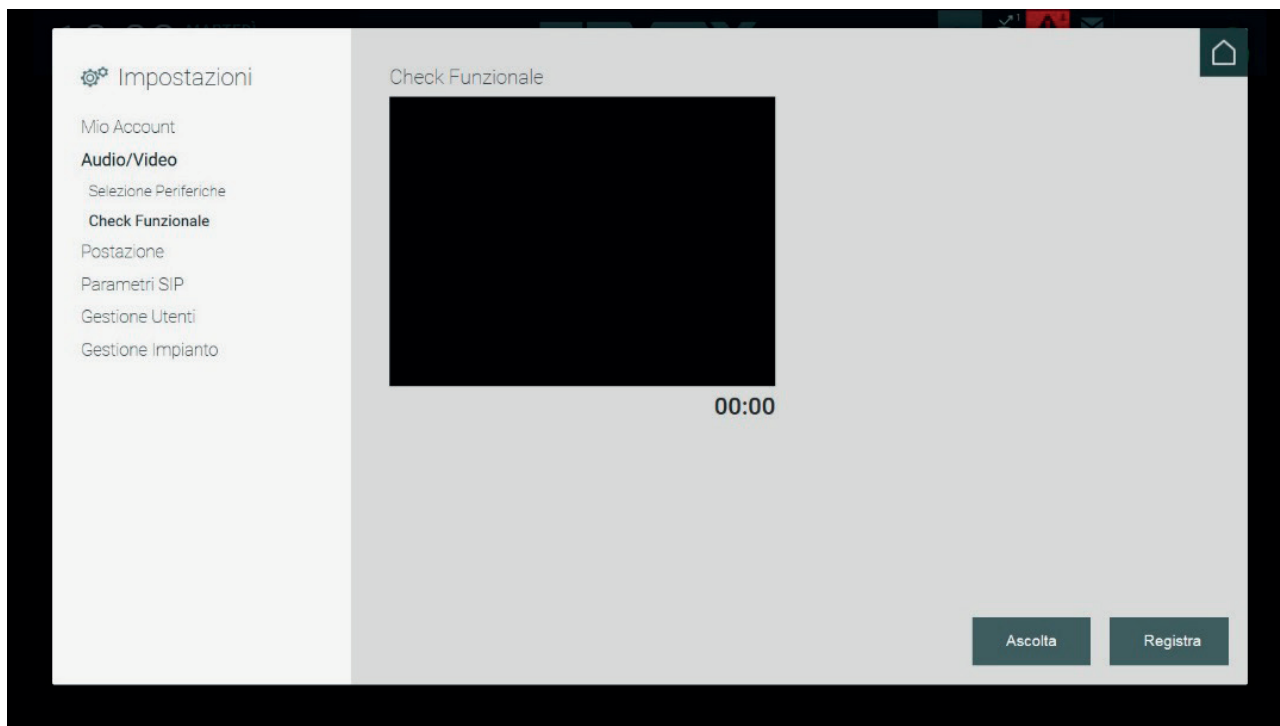 Impostazioni
Mio Account
Audio/Video
Selezione Periferiche
Check Funzionale
Postazione
Parametri SIP
Gestione Utenti
Gestione Impianto
Check Funzionale
00:00
Ascolta
Registra